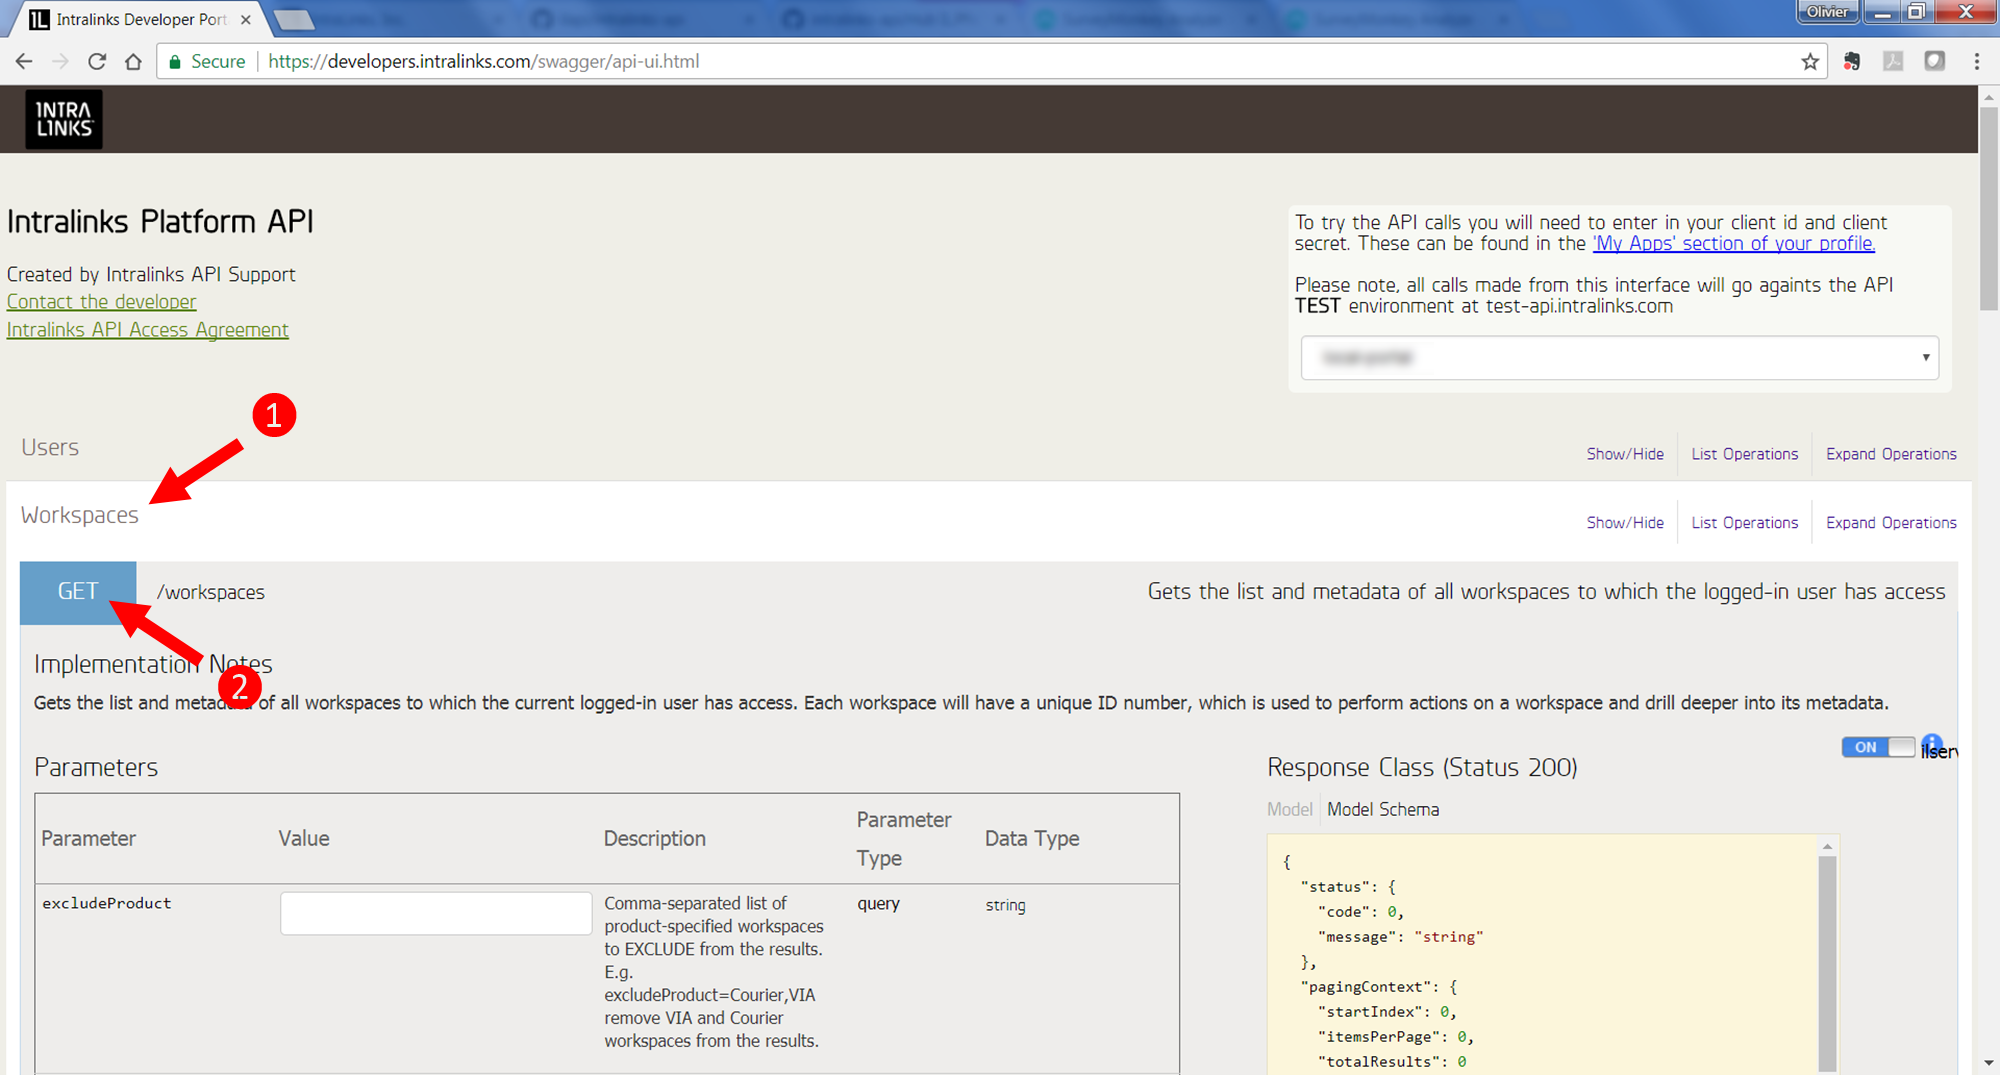 Intralinks Developer Port
Olivier
Secure
https://developers.intralinks.com/swagger/api-ui.html
INTRA
LINKS
Intralinks Platform API
Created by Intralinks API Support
Contact the developer
Intralinks API Access Agreement
To try the API calls you will need to enter in your client id and client
secret. These can be found in the 'My Apps' section of your profile.
Please note, all calls made from this interface will go againts the API
TEST environment at test-api.intralinks.com
1
Users
Show/Hide
List Operations
Expand Operations
Workspaces
Show/Hide
List Operations
Expand Operations
GET
/workspaces
Gets the list and metadata of all workspaces to which the logged-in user has access
Implementation Notes
2
Gets the list and metadata of all workspaces to which the current logged-in user has access. Each workspace will have a unique ID number, which is used to perform actions on a workspace and drill deeper into its metadata.
ON
ilserv
Parameters
Parameter
Value
Description
Parameter
Type
Data Type
excludeProduct
Comma-separated list of
product-specified workspaces
to EXCLUDE from the results.
E.g.
excludeProduct=Courier,VIA
remove VIA and Courier
workspaces from the results.
query
string
Response Class (Status 200)
Model
Model Schema
{
"status": {
"code": 0,
"message": "string"
},
"pagingContext": {
"startIndex": 0,
"itemsPerPage": 0,
"totalResults": 0